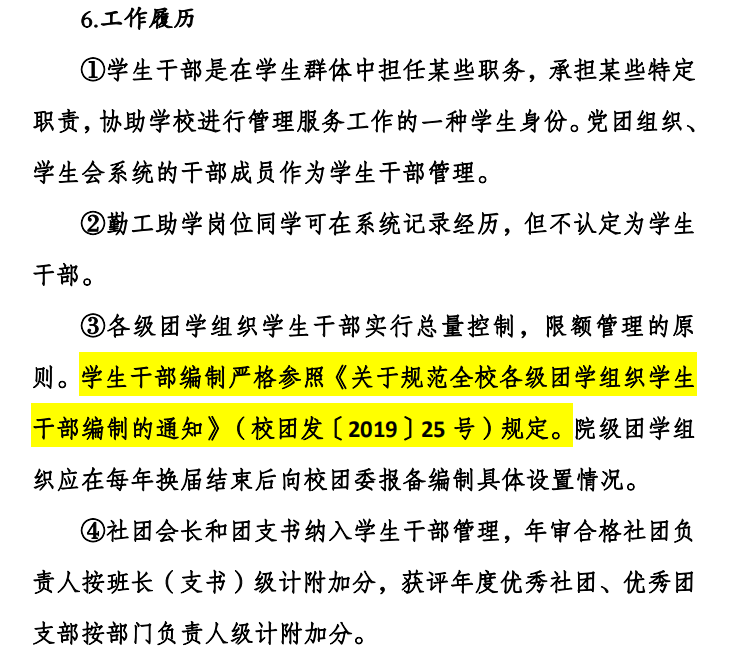 6.工作履历
①学生干部是在学生群体中担任某些职务，承担某些特定
职责，协助学校进行管理服务工作的一种学生身份。党团组织、
学生会系统的干部成员作为学生干部管理。
②勤工助学岗位同学可在系统记录经历，但不认定为学生
干部。
③各级团学组织学生干部实行总量控制，限额管理的原
则。学生干部编制严格参照《关于规范全校各级团学组织学生
干部编制的通知》（校团发〔2019〕25 号）规定。院级团学组
织应在每年换届结束后向校团委报备编制具体设置情况。
④社团会长和团支书纳入学生干部管理，年审合格社团负
责人按班长（支书）级计附加分，获评年度优秀社团、优秀团
支部按部门负责人级计附加分。